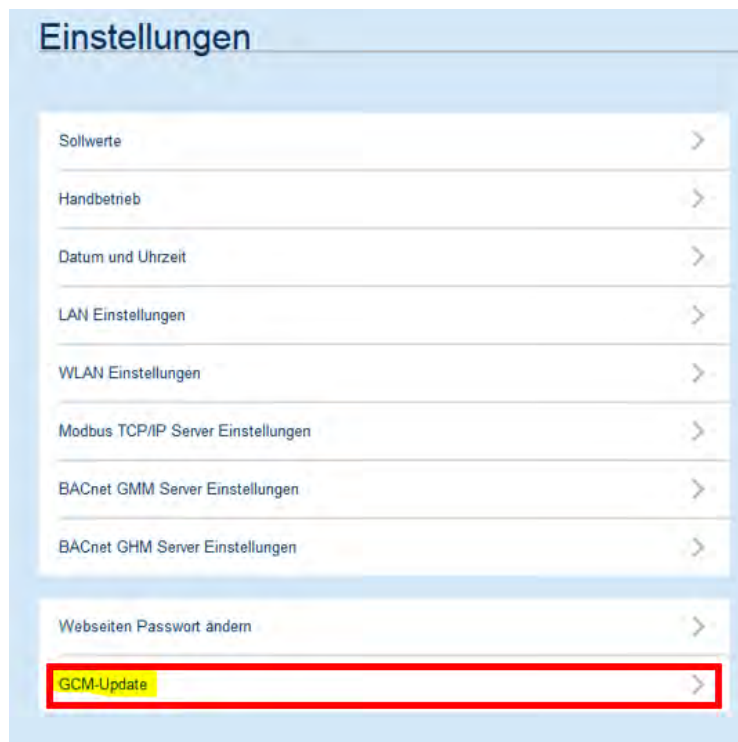 Einstellungen
Sollwerte
Handbetrieb
Datum und Uhrzeit
LAN Einstellungen
WLAN Einstellungen
Modbus TCP/IP Server Einstellungen
BACnet GMM Server Einstellungen
BACnet GHM Server Einstellungen
Webseiten Passwort ändern
GCM-Update